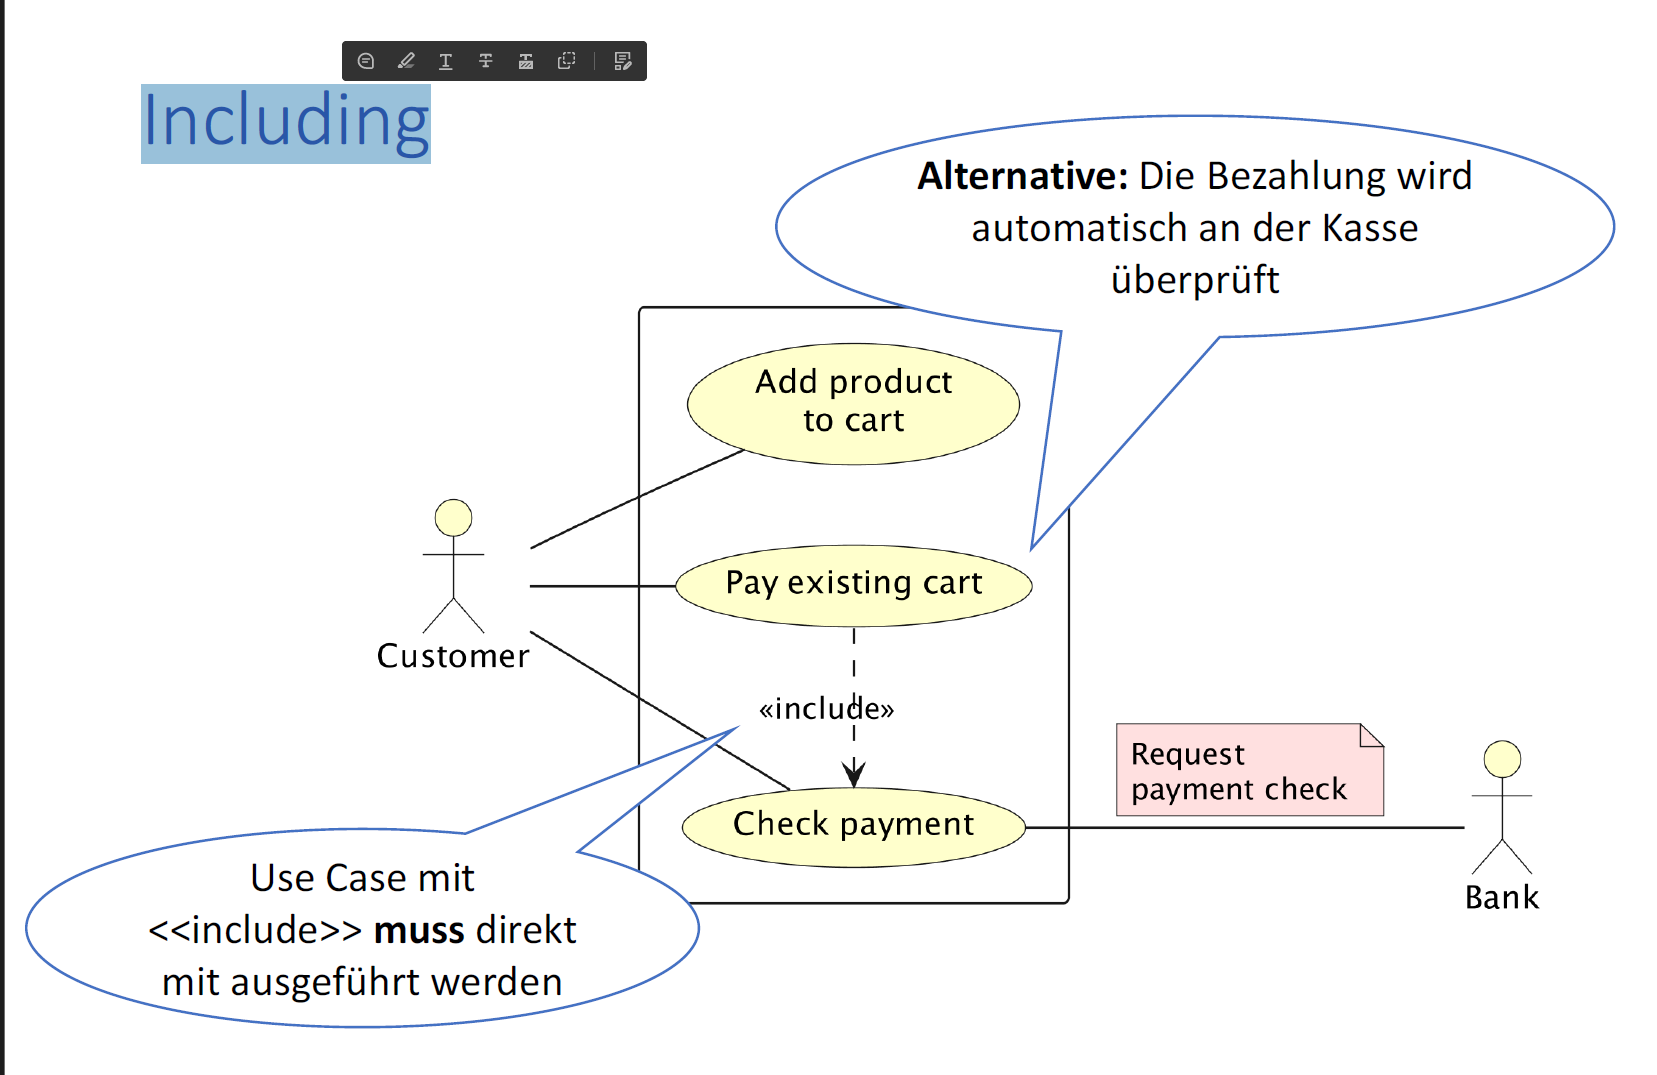 Including
Alternative: Die Bezahlung wird
automatisch an der Kasse
überprüft
Add product
to cart
Pay existing cart
Customer
«include»
Request
payment check
Check payment
Bank
Use Case mit
<<include>> muss direkt
mit ausgeführt werden